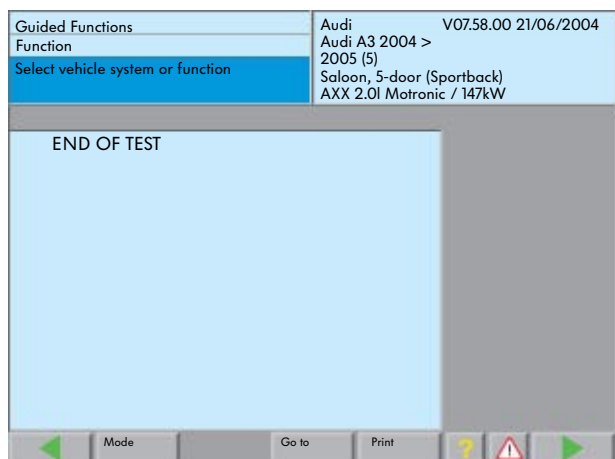 Guided Functions
Function
Select vehicle system or function
Audi V07.58.00 21/06/2004
Audi A3 2004 >
2005 (5)
Saloon, 5-door (Sportback)
AXX 2.0l Motronic / 147kW
END OF TEST
Mode
Go to
Print
?
!